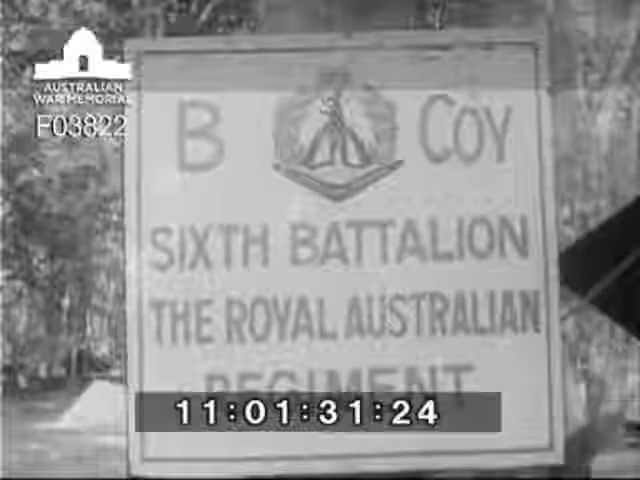 AUSTRALIAN
WAR MEMORIAL
F03822
B COY
SIXTH BATTALION
THE ROYAL AUSTRALIAN
REGIMENT
11:01:31:24